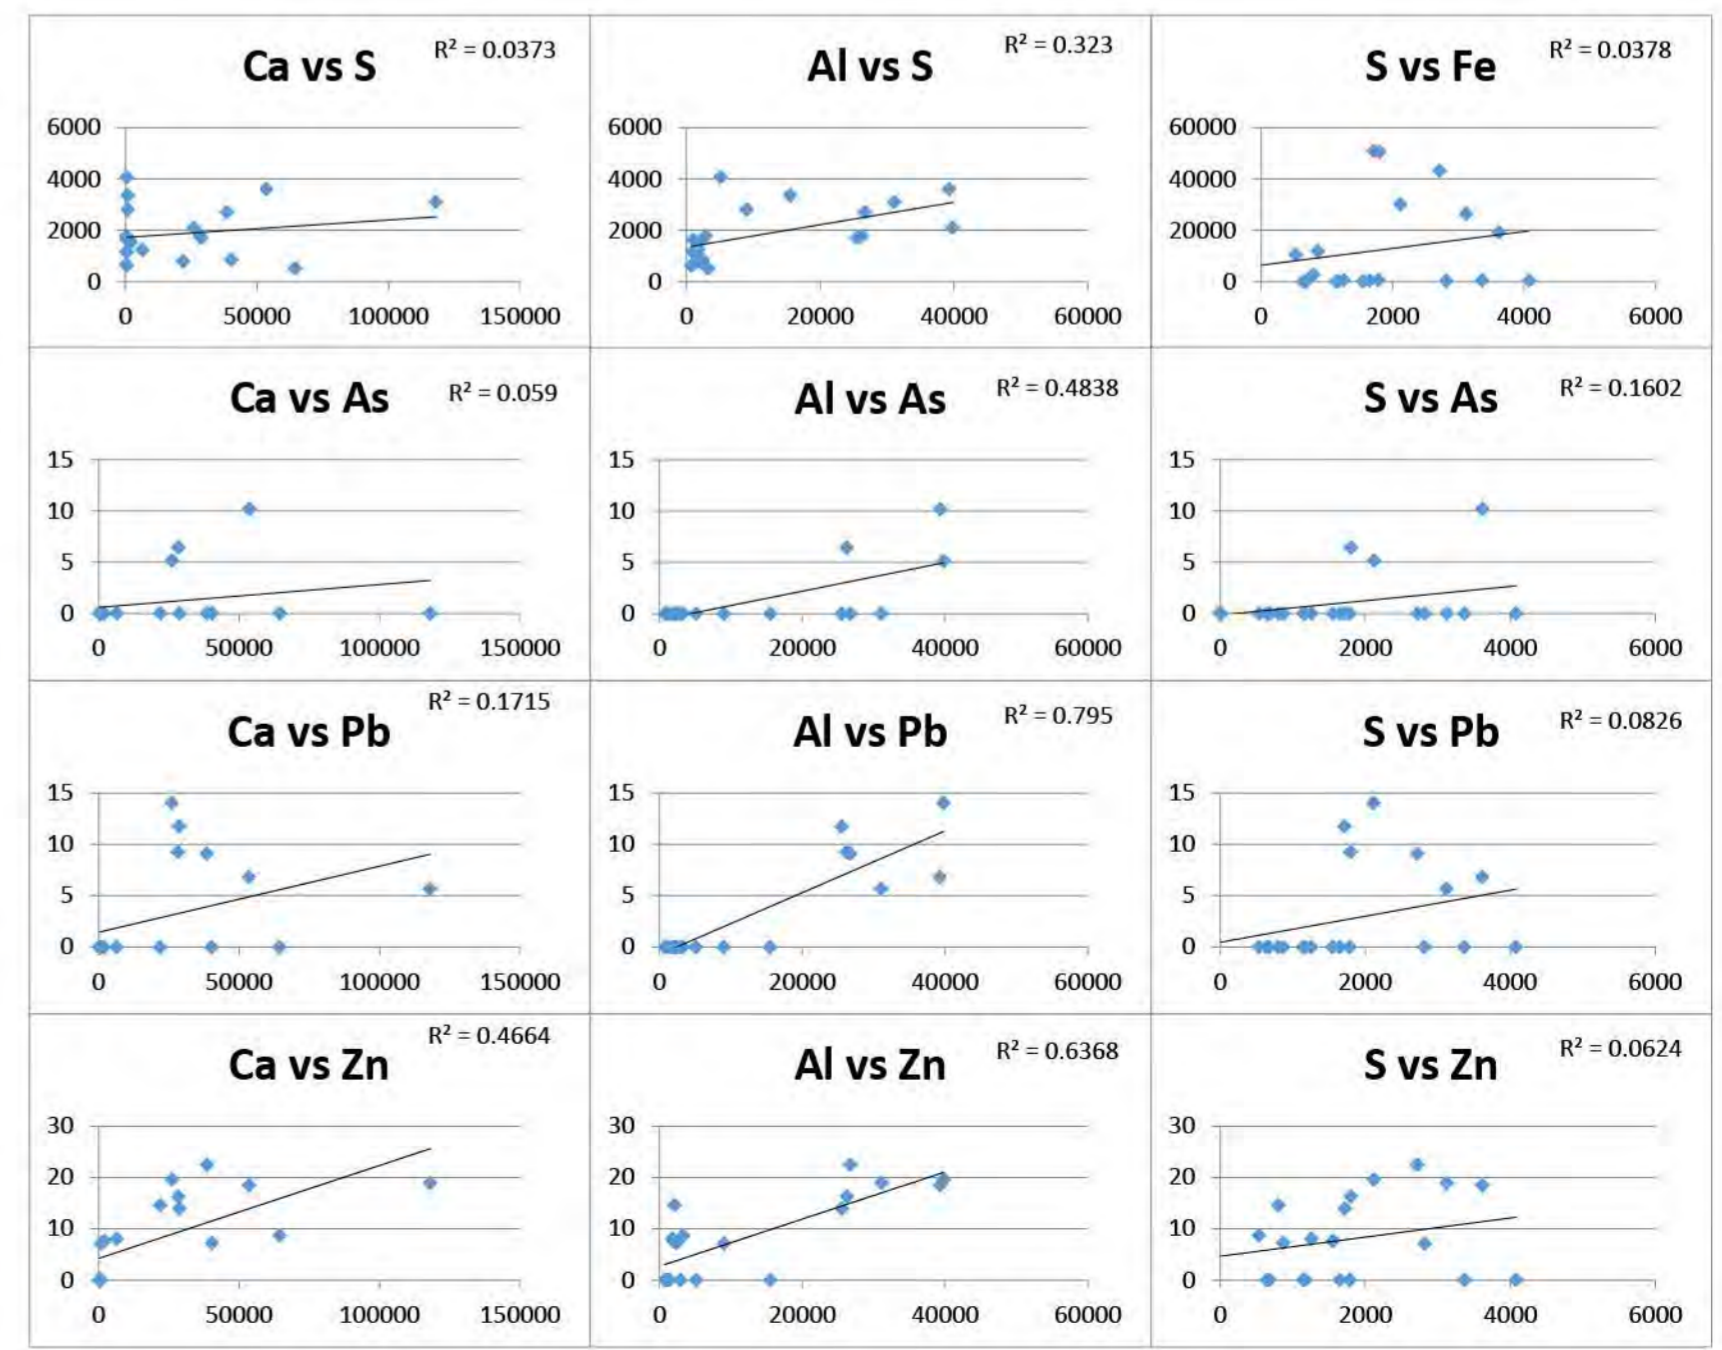 Ca vs S
R² = 0.0373
6000
4000
2000
0
0 50000 100000 150000
Al vs S
R² = 0.323
6000
4000
2000
0
0 20000 40000 60000
S vs Fe
R² = 0.0378
60000
40000
20000
0
0 2000 4000 6000
Ca vs As
R² = 0.059
15
10
5
0
0 50000 100000 150000
Al vs As
R² = 0.4838
15
10
5
0
0 20000 40000 60000
S vs As
R² = 0.1602
15
10
5
0
0 2000 4000 6000
Ca vs Pb
R² = 0.1715
15
10
5
0
0 50000 100000 150000
Al vs Pb
R² = 0.795
15
10
5
0
0 20000 40000 60000
S vs Pb
R² = 0.0826
15
10
5
0
0 2000 4000 6000
Ca vs Zn
R² = 0.4664
30
20
10
0
0 50000 100000 150000
Al vs Zn
R² = 0.6368
30
20
10
0
0 20000 40000 60000
S vs Zn
R² = 0.0624
30
20
10
0
0 2000 4000 6000